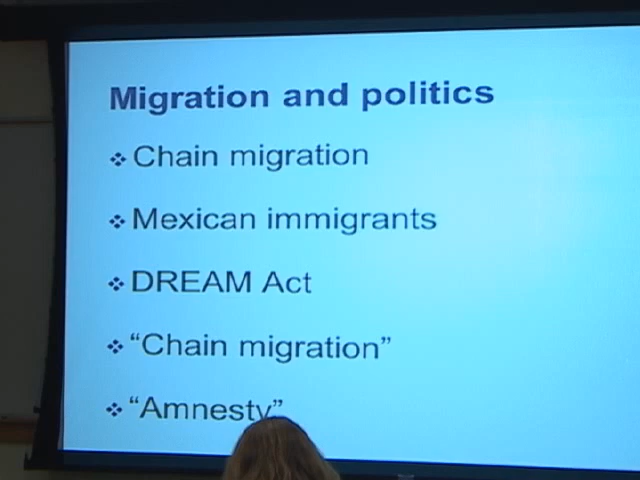 Migration and politics
Chain migration
Mexican immigrants
DREAM Act
“Chain migration”
“Amnesty”